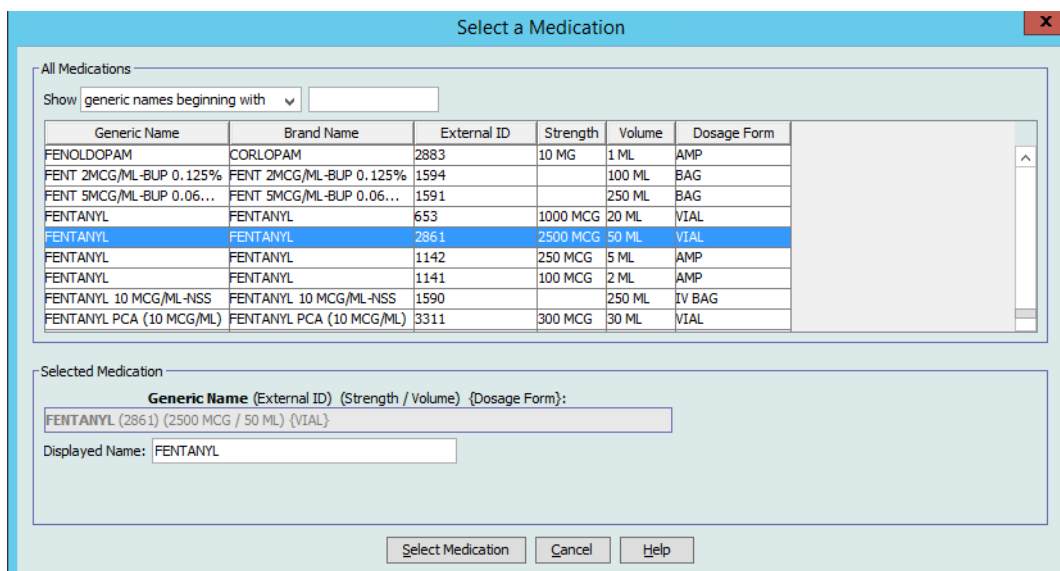 Select a Medication
x
All Medications
Show generic names beginning with
Generic Name Brand Name External ID Strength Volume Dosage Form
FENOLDOPAM CORLOPAM 2883 10 MG 1 ML AMP
FENT 2MCG/ML-BUP 0.125% FENT 2MCG/ML-BUP 0.125% 1594 100 ML BAG
FENT 5MCG/ML-BUP 0.06... FENT 5MCG/ML-BUP 0.06... 1591 250 ML BAG
FENTANYL FENTANYL 653 1000 MCG 20 ML VIAL
FENTANYL FENTANYL 2861 2500 MCG 50 ML VIAL
FENTANYL FENTANYL 1142 250 MCG 5 ML AMP
FENTANYL FENTANYL 1141 100 MCG 2 ML AMP
FENTANYL 10 MCG/ML-NSS FENTANYL 10 MCG/ML-NSS 1590 250 ML IV BAG
FENTANYL PCA (10 MCG/ML) FENTANYL PCA (10 MCG/ML) 3311 300 MCG 30 ML VIAL
Selected Medication
Generic Name (External ID) (Strength / Volume) {Dosage Form}:
FENTANYL (2861) (2500 MCG / 50 ML) {VIAL}
Displayed Name: FENTANYL
Select Medication Cancel Help